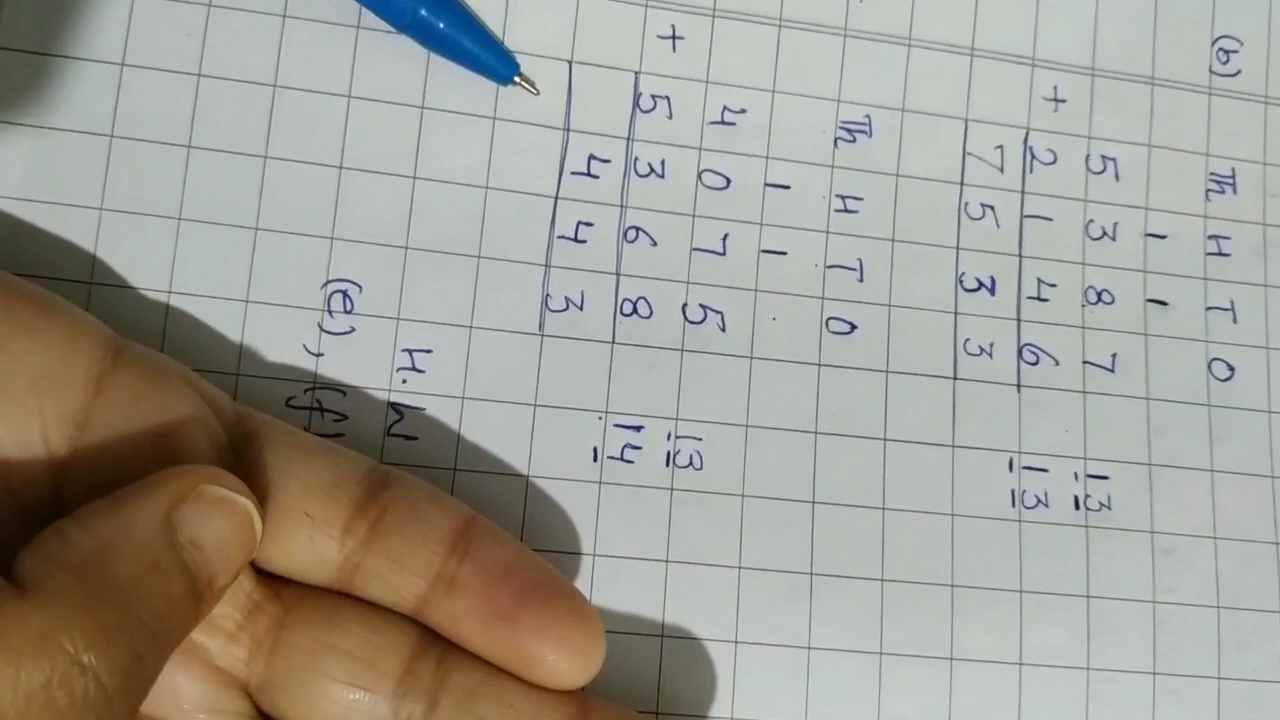 (b)
Th H T O
1 1
5 3 8 7
+ 2 1 4 6
7 5 3 3
13
13
Th H T O
1 1
4 0 7 5
+ 5 3 6 8
4 4 3
13
14
H.W
(e), (f)